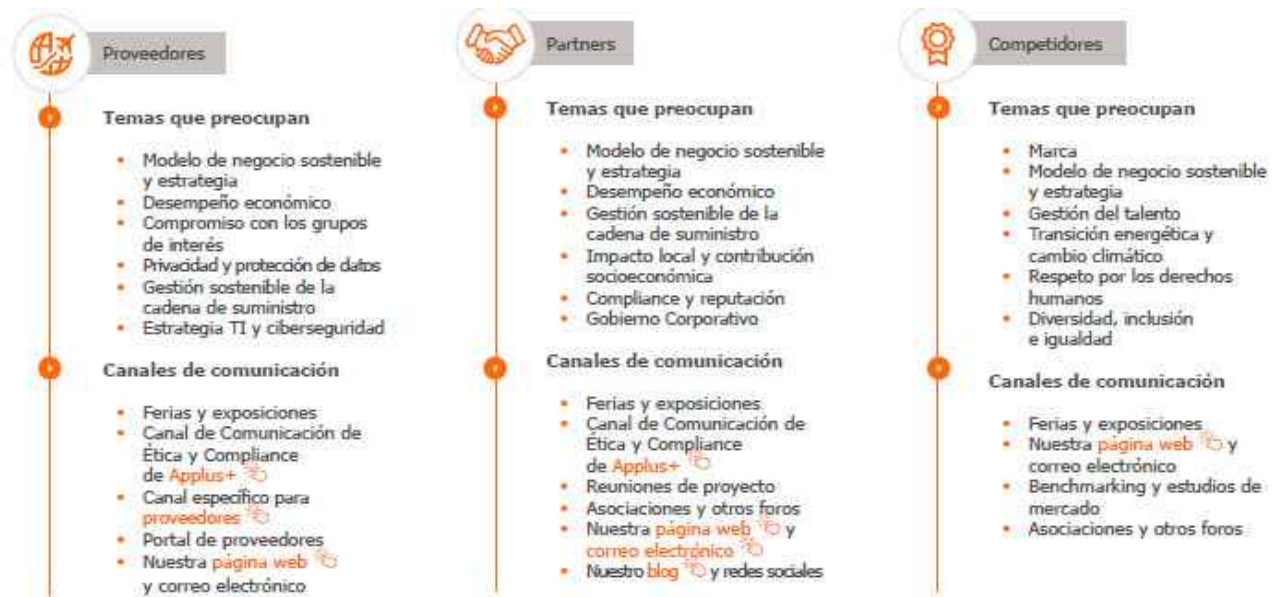 Proveedores
Temas que preocupan
Modelo de negocio sostenible
y estrategia
Desempeño económico
Compromiso con los grupos
de interés
Privacidad y protección de datos
Gestión sostenible de la
cadena de suministro
Estrategia TI y ciberseguridad
Canales de comunicación
Ferias y exposiciones
Canal de Comunicación de
Ética y Compliance
de Applus+
Canal específico para
proveedores
Portal de proveedores
Nuestra página web
y correo electrónico
Partners
Temas que preocupan
Modelo de negocio sostenible
y estrategia
Desempeño económico
Gestión sostenible de la
cadena de suministro
Impacto local y contribución
socioeconómica
Compliance y reputación
Gobierno Corporativo
Canales de comunicación
Ferias y exposiciones
Canal de Comunicación de
Ética y Compliance
de Applus+
Reuniones de proyecto
Asociaciones y otros foros
Nuestra página web y
correo electrónico
Nuestro blog y redes sociales
Competidores
Temas que preocupan
Marca
Modelo de negocio sostenible
y estrategia
Gestión del talento
Transición energética y
cambio climático
Respeto por los derechos
humanos
Diversidad, inclusión
e igualdad
Canales de comunicación
Ferias y exposiciones
Nuestra página web y
correo electrónico
Benchmarking y estudios de
mercado
Asociaciones y otros foros